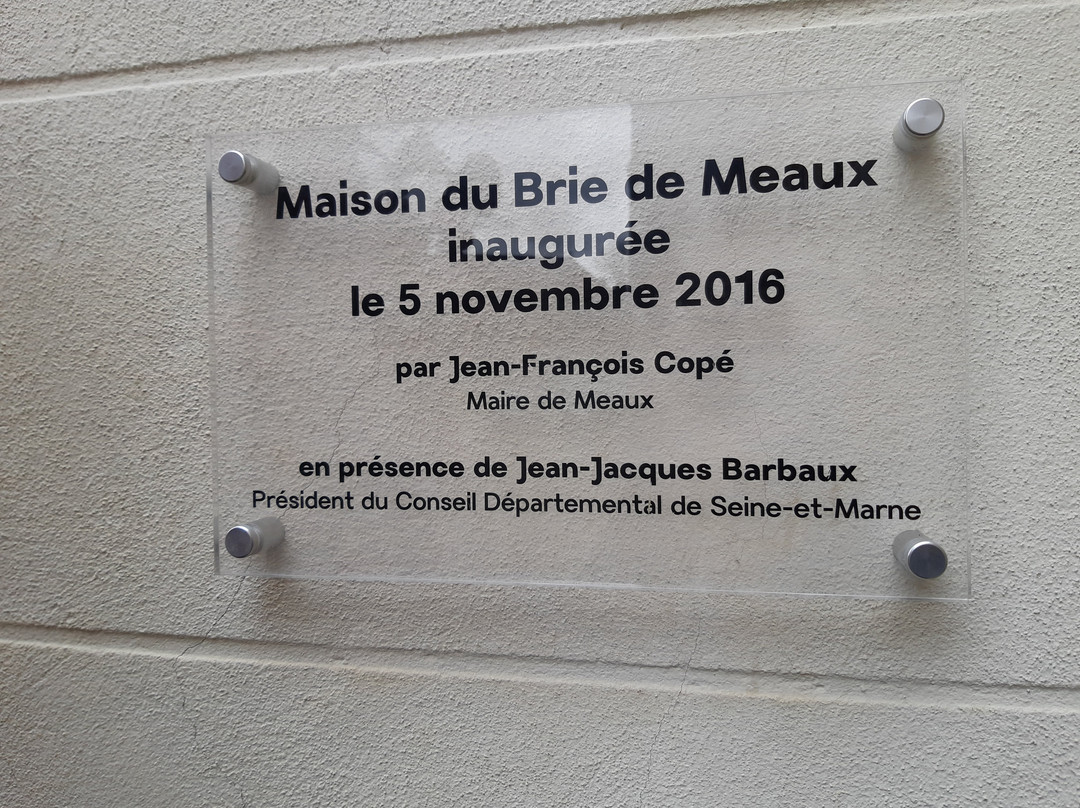 Maison du Brie de Meaux
inaugurée
le 5 novembre 2016
par Jean-François Copé
Maire de Meaux
en présence de Jean-Jacques Barbaux
Président du Conseil Départemental de Seine-et-Marne